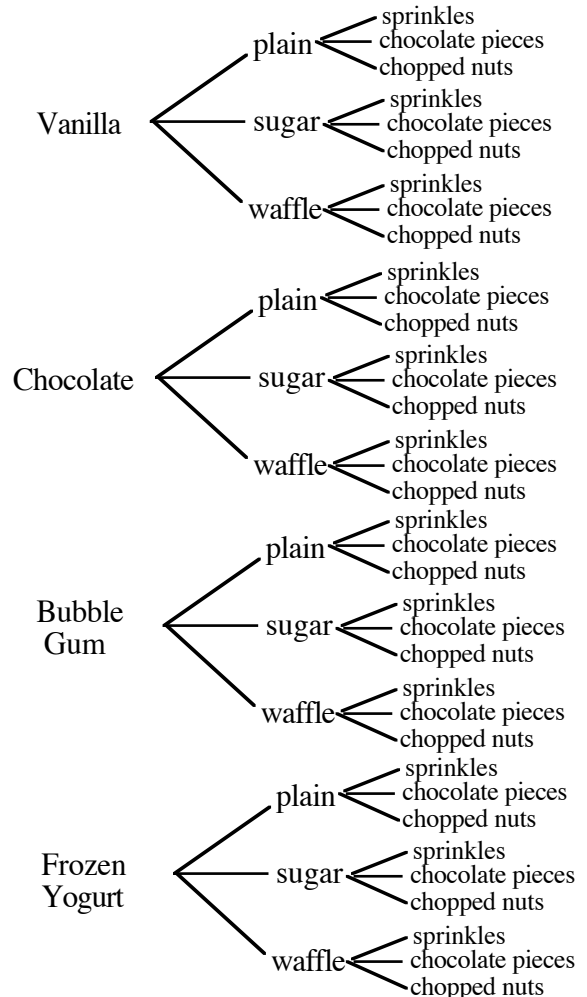 sprinkles
plain chocolate pieces
chopped nuts
sprinkles
Vanilla sugar chocolate pieces
chopped nuts
sprinkles
waffle chocolate pieces
chopped nuts
sprinkles
plain chocolate pieces
chopped nuts
sprinkles
Chocolate sugar chocolate pieces
chopped nuts
sprinkles
waffle chocolate pieces
chopped nuts
sprinkles
plain chocolate pieces
chopped nuts
sprinkles
Bubble
Gum sugar chocolate pieces
chopped nuts
sprinkles
waffle chocolate pieces
chopped nuts
sprinkles
plain chocolate pieces
chopped nuts
sprinkles
Frozen
Yogurt sugar chocolate pieces
chopped nuts
sprinkles
waffle chocolate pieces
chopped nuts